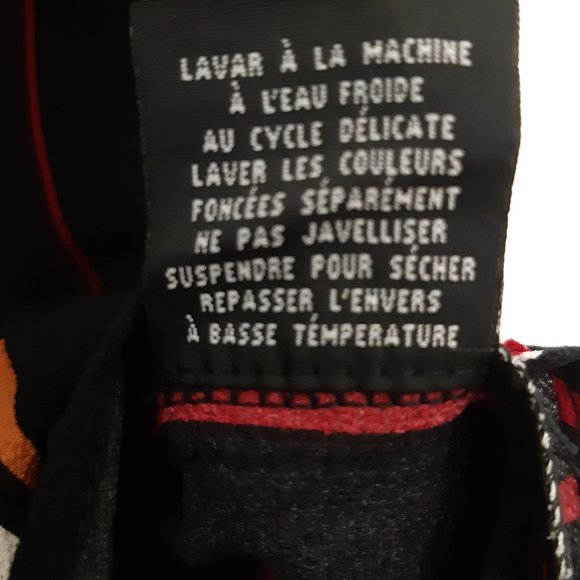 LAVAR À LA MACHINE
À L'EAU FROIDE
AU CYCLE DÉLICATE
LAVER LES COULEURS
FONCÉES SÉPARÉMENT
NE PAS JAVELLISER
SUSPENDRE POUR SÉCHER
REPASSER L'ENVERS
À BASSE TÉMPÉRATURE